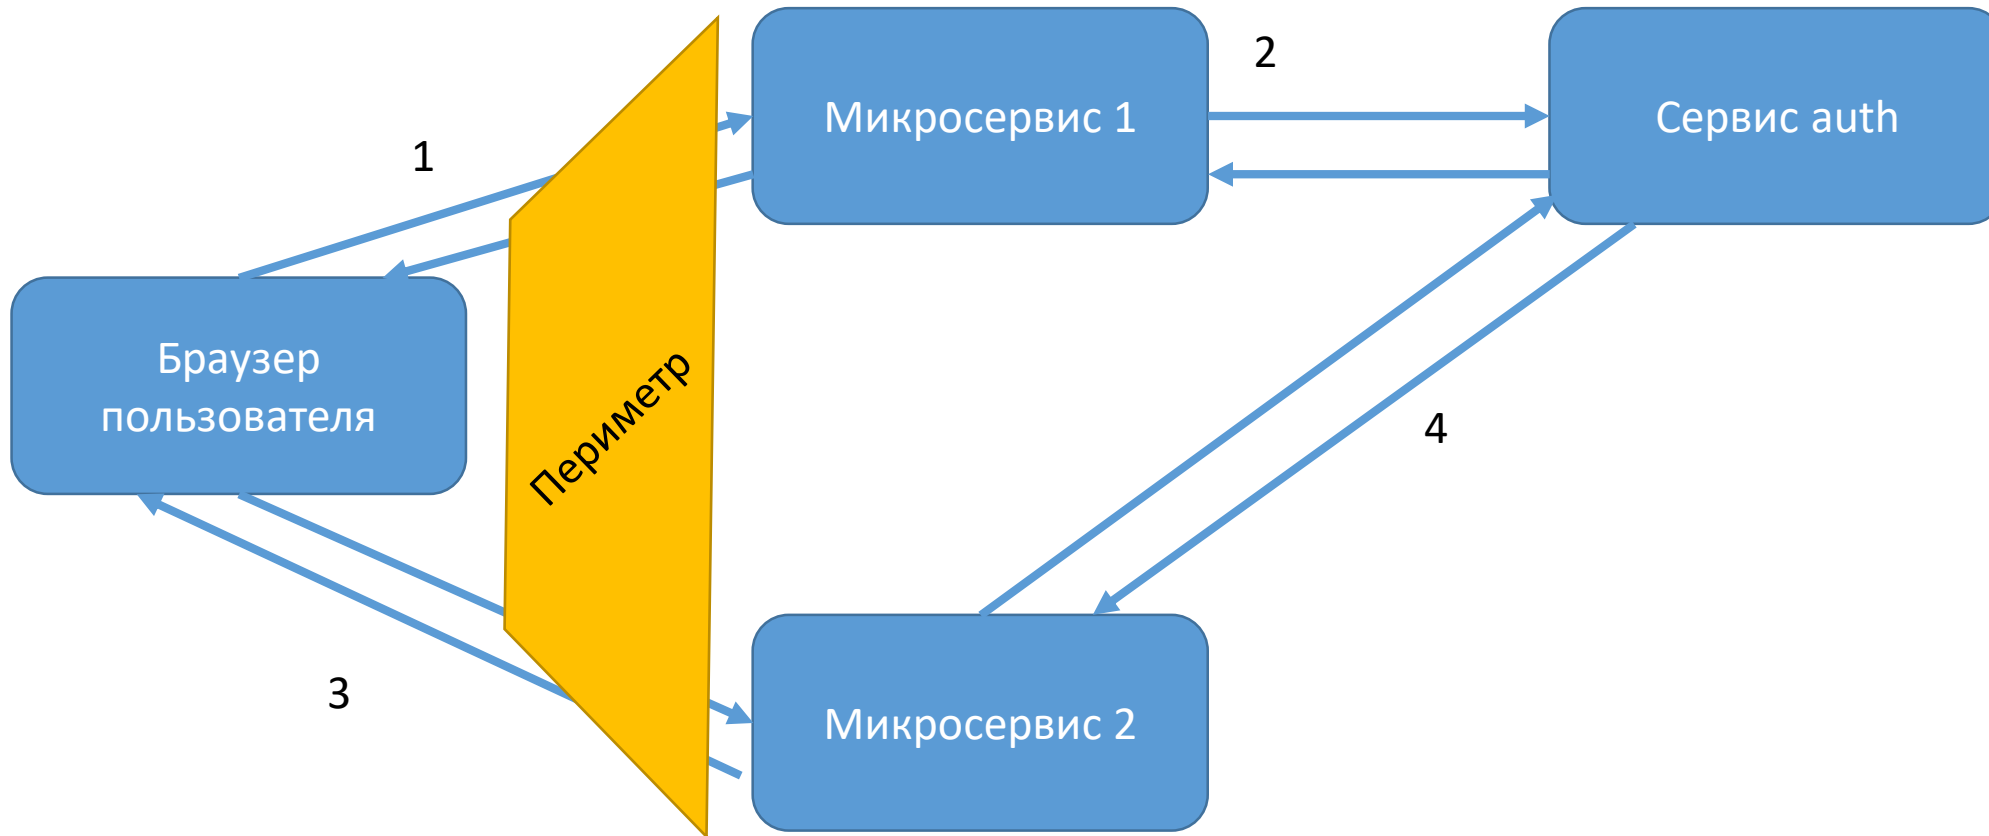 Микросервис 1
2
Сервис auth
1
Браузер
пользователя
Периметр
4
3
Микросервис 2